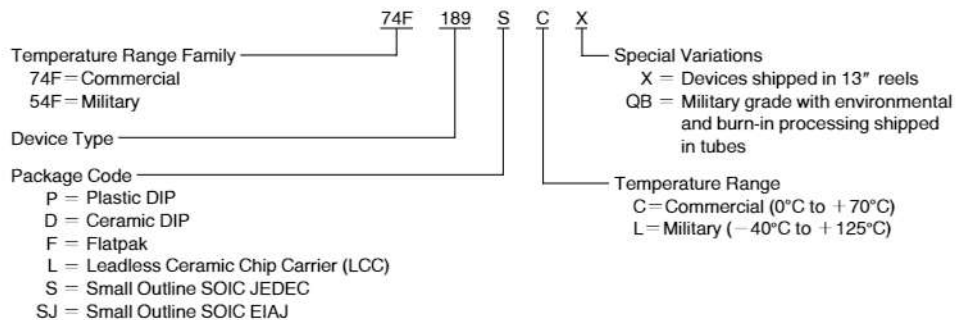 74F 189 S C X
Temperature Range Family
74F = Commercial
54F = Military
Device Type
Package Code
P = Plastic DIP
D = Ceramic DIP
F = Flatpak
L = Leadless Ceramic Chip Carrier (LCC)
S = Small Outline SOIC JEDEC
SJ = Small Outline SOIC EIAJ
Special Variations
X = Devices shipped in 13″ reels
QB = Military grade with environmental
and burn-in processing shipped
in tubes
Temperature Range
C = Commercial (0°C to +70°C)
L = Military (−40°C to +125°C)